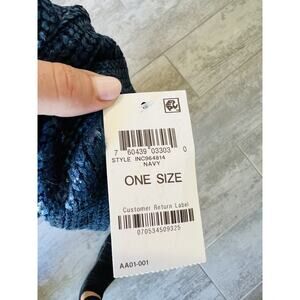 7 60439 03303 0
STYLE INC964814
NAVY
ONE SIZE
Customer Return Label
070534509325
AA01-001